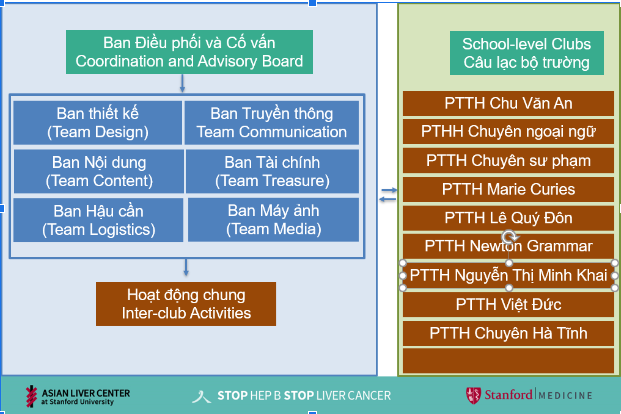 Ban Điều phối và Cố vấn
Coordination and Advisory Board
Ban thiết kế
(Team Design)
Ban Truyền thông
Team Communication
Ban Nội dung
(Team Content)
Ban Tài chính
(Team Treasure)
Ban Hậu cần
(Team Logistics)
Ban Máy ảnh
(Team Media)
Hoạt động chung
Inter-club Activities
School-level Clubs
Câu lạc bộ trường
PTTH Chu Văn An
PTHH Chuyên ngoại ngữ
PTTH Chuyên sư phạm
PTTH Marie Curies
PTTH Lê Quý Đôn
PTTH Newton Grammar
PTTH Nguyễn Thị Minh Khai
PTTH Việt Đức
PTTH Chuyên Hà Tĩnh
ASIAN LIVER CENTER
at Stanford University
STOP HEP B STOP LIVER CANCER
Stanford MEDICINE